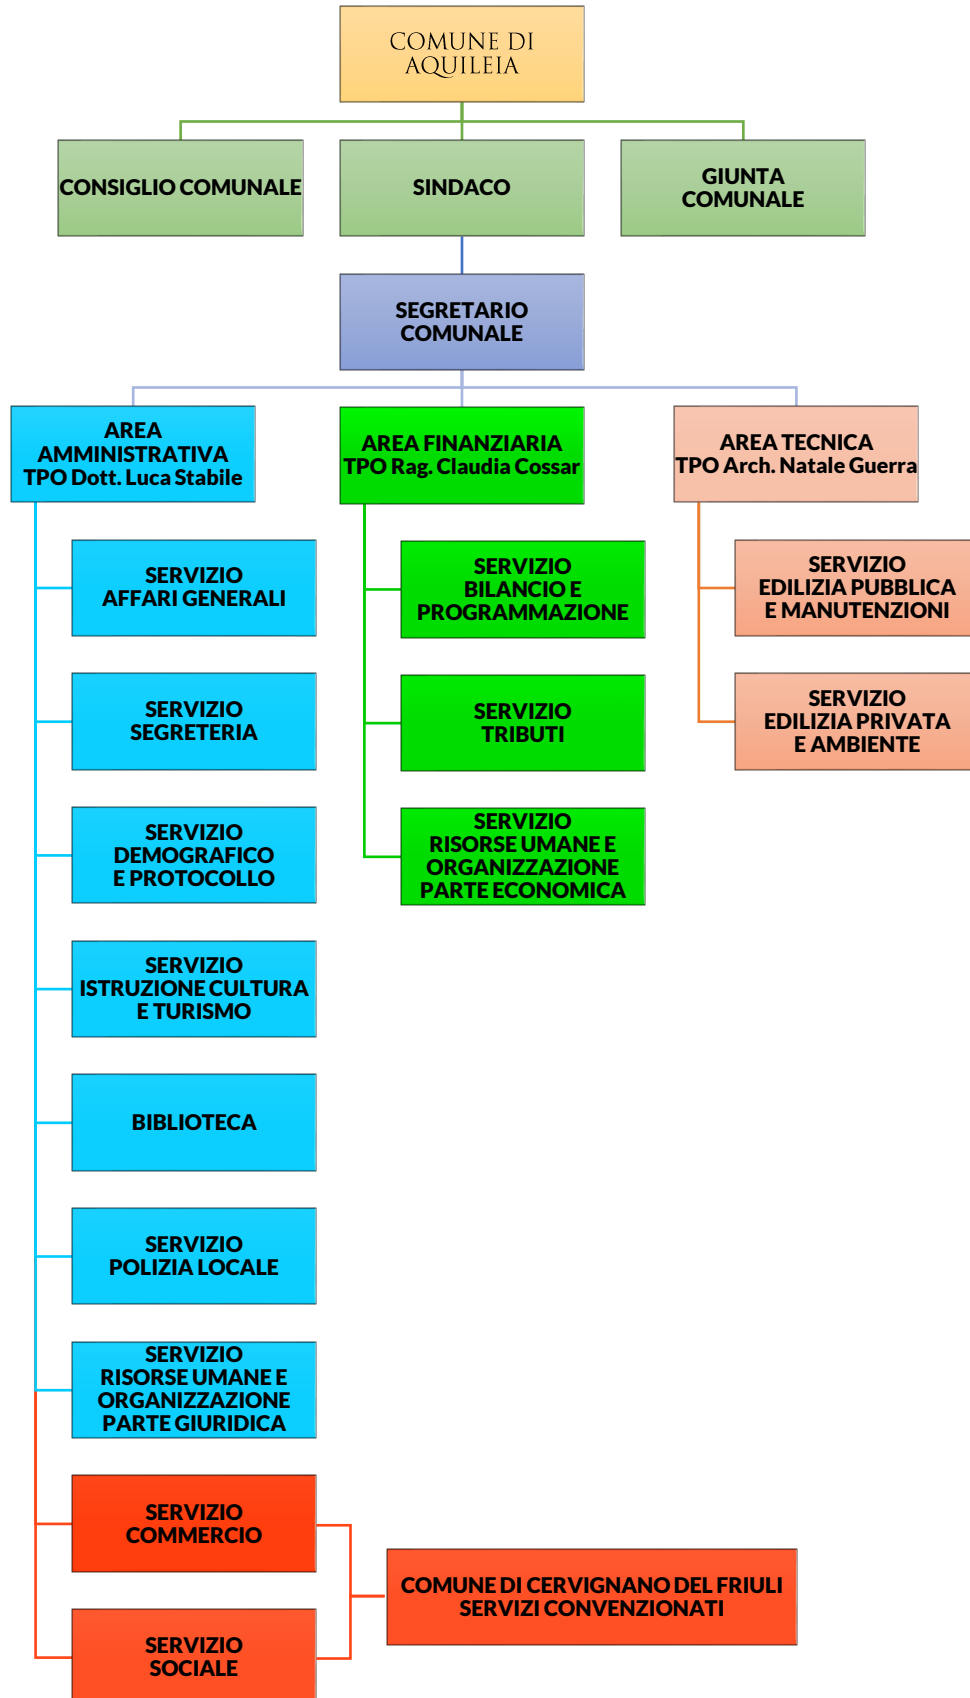 COMUNE DI
AQUILEIA
CONSIGLIO COMUNALE
SINDACO
GIUNTA
COMUNALE
SEGRETARIO
COMUNALE
AREA
AMMINISTRATIVA
TPO Dott. Luca Stabile
AREA FINANZIARIA
TPO Rag. Claudia Cossar
AREA TECNICA
TPO Arch. Natale Guerra
SERVIZIO
AFFARI GENERALI
SERVIZIO
SEGRETERIA
SERVIZIO
DEMOGRAFICO
E PROTOCOLLO
SERVIZIO
ISTRUZIONE CULTURA
E TURISMO
BIBLIOTECA
SERVIZIO
POLIZIA LOCALE
SERVIZIO
RISORSE UMANE E
ORGANIZZAZIONE
PARTE GIURIDICA
SERVIZIO
COMMERCIO
SERVIZIO
SOCIALE
SERVIZIO
BILANCIO E
PROGRAMMAZIONE
SERVIZIO
TRIBUTI
SERVIZIO
RISORSE UMANE E
ORGANIZZAZIONE
PARTE ECONOMICA
SERVIZIO
EDILIZIA PUBBLICA
E MANUTENZIONI
SERVIZIO
EDILIZIA PRIVATA
E AMBIENTE
COMUNE DI CERVIGNANO DEL FRIULI
SERVIZI CONVENZIONATI